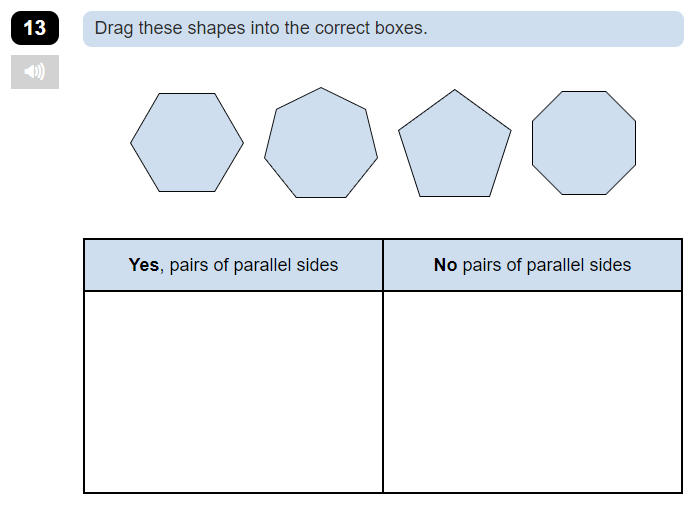 13
Drag these shapes into the correct boxes.
Yes, pairs of parallel sides
No pairs of parallel sides